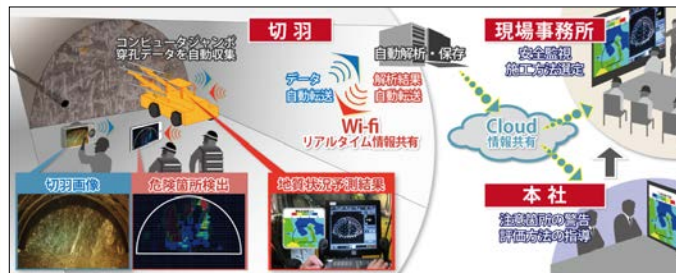 切羽
コンピュータジャンボ
穿孔データを自動収集
データ
自動転送
解析結果
自動転送
Wi-fi
リアルタイム情報共有
自動解析・保存
現場事務所
安全監視
施工方法選定
Cloud
情報共有
本社
注意箇所の警告
評価方法の指導
切羽画像
危険箇所検出
地質状況予測結果